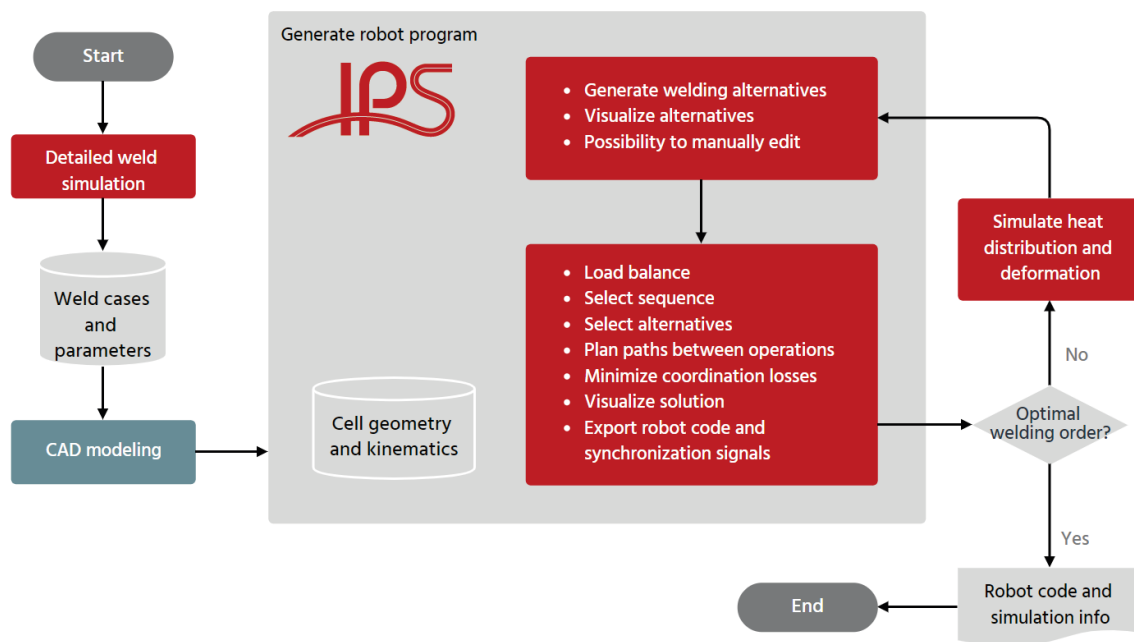 Start
Detailed weld
simulation
Weld cases
and
parameters
CAD modeling
Generate robot program
IPS
Cell geometry
and kinematics
• Generate welding alternatives
• Visualize alternatives
• Possibility to manually edit
• Load balance
• Select sequence
• Select alternatives
• Plan paths between operations
• Minimize coordination losses
• Visualize solution
• Export robot code and
synchronization signals
Simulate heat
distribution and
deformation
No
Optimal
welding order?
Yes
Robot code and
simulation info
End